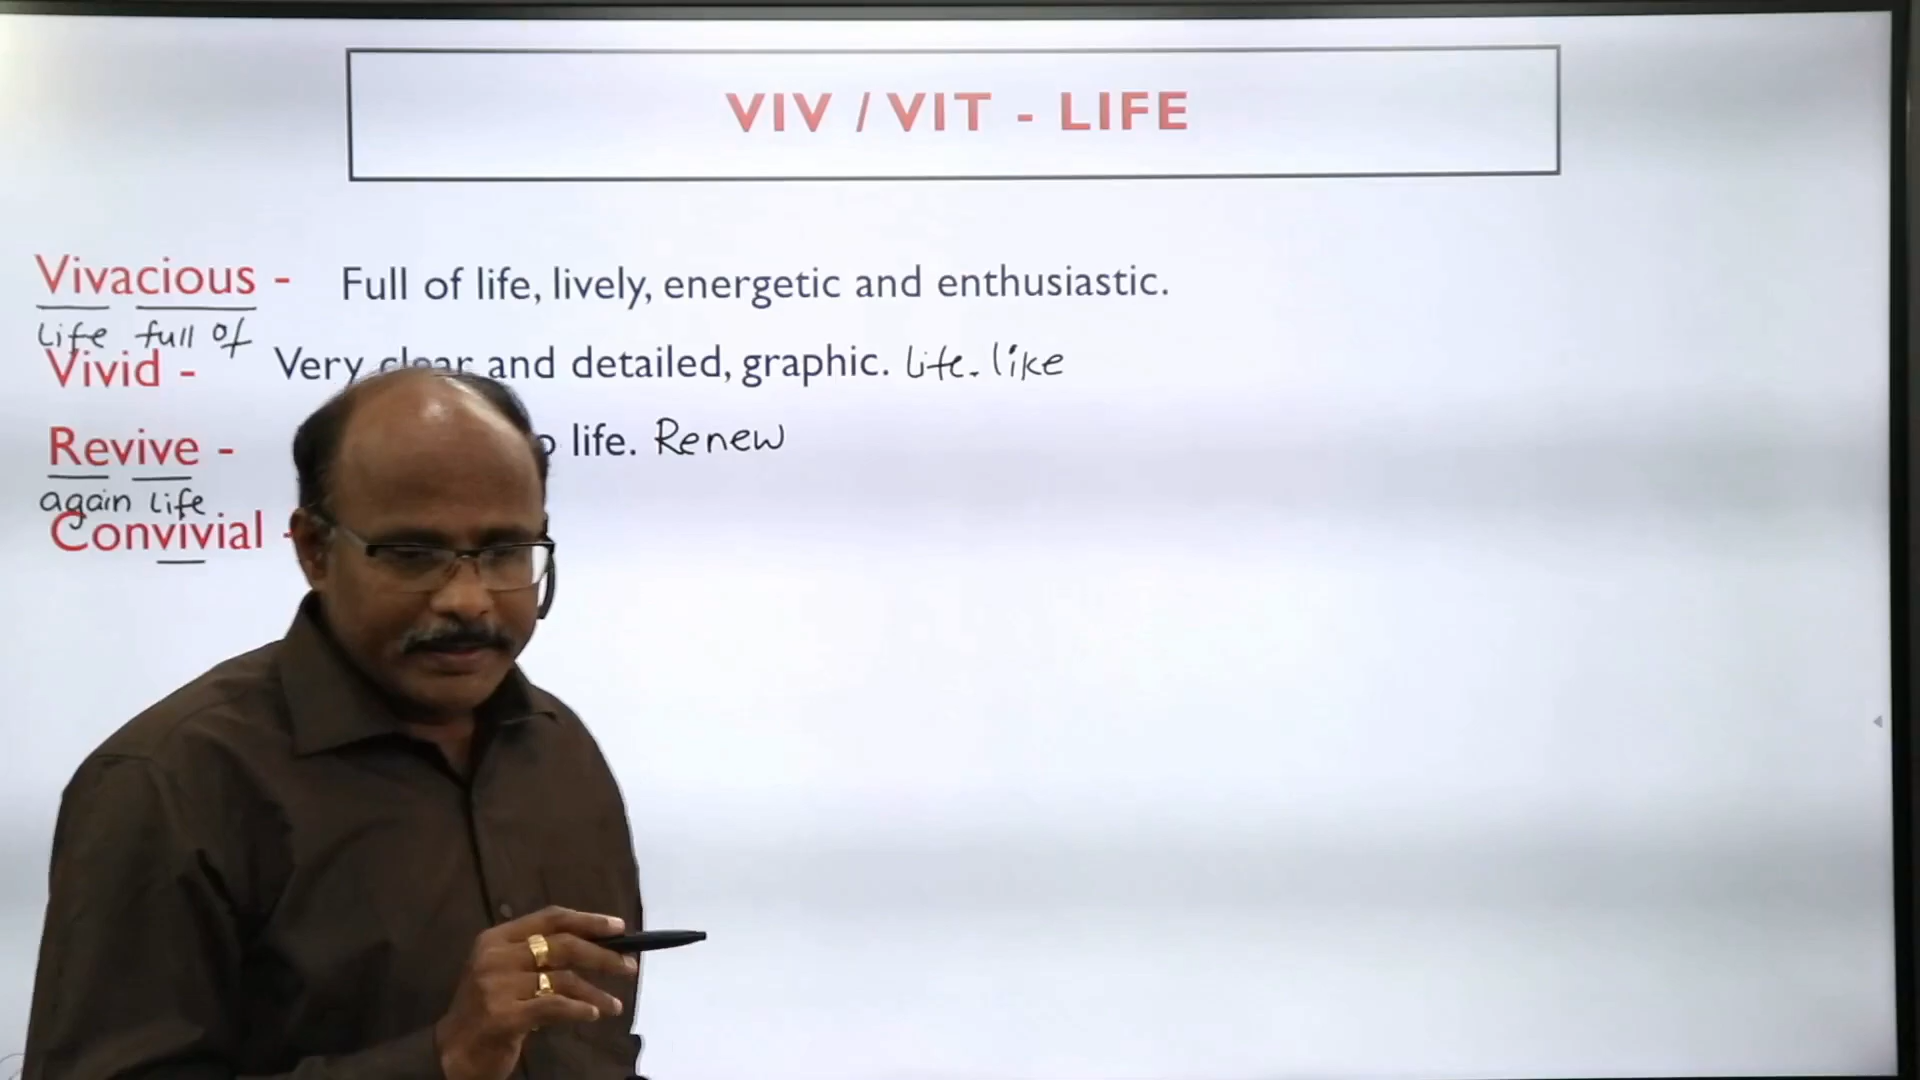 VIV / VIT - LIFE
Vivacious - Full of life, lively, energetic and enthusiastic.
Life full of
Vivid - Very clear and detailed, graphic. Life-like
Revive - life. Renew
again Life
Convivial -